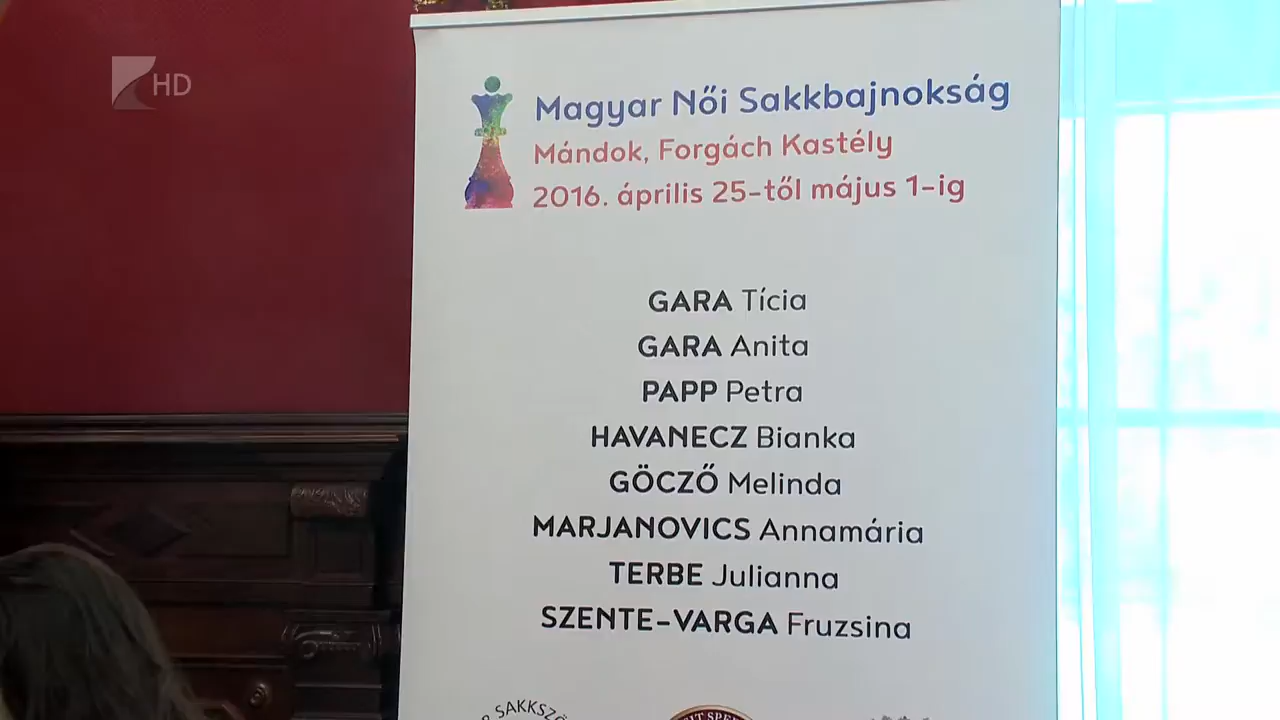 HD
Magyar Női Sakkbajnokság
Mándok, Forgách Kastély
2016. április 25-től május 1-ig
GARA Tícia
GARA Anita
PAPP Petra
HAVANECZ Bianka
GÖCZŐ Melinda
MARJANOVICS Annamária
TERBE Julianna
SZENTE-VARGA Fruzsina